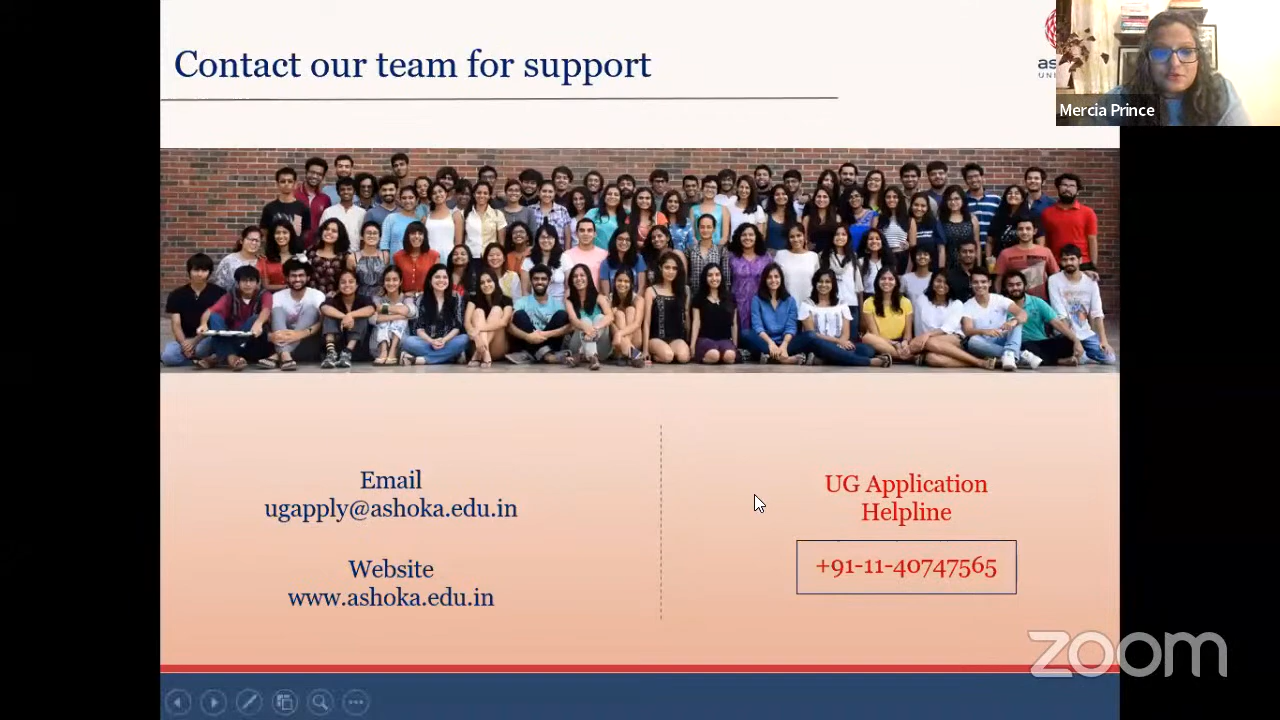 Contact our team for support
Mercia Prince
Email
ugapply@ashoka.edu.in
Website
www.ashoka.edu.in
UG Application
Helpline
+91-11-40747565
zoom